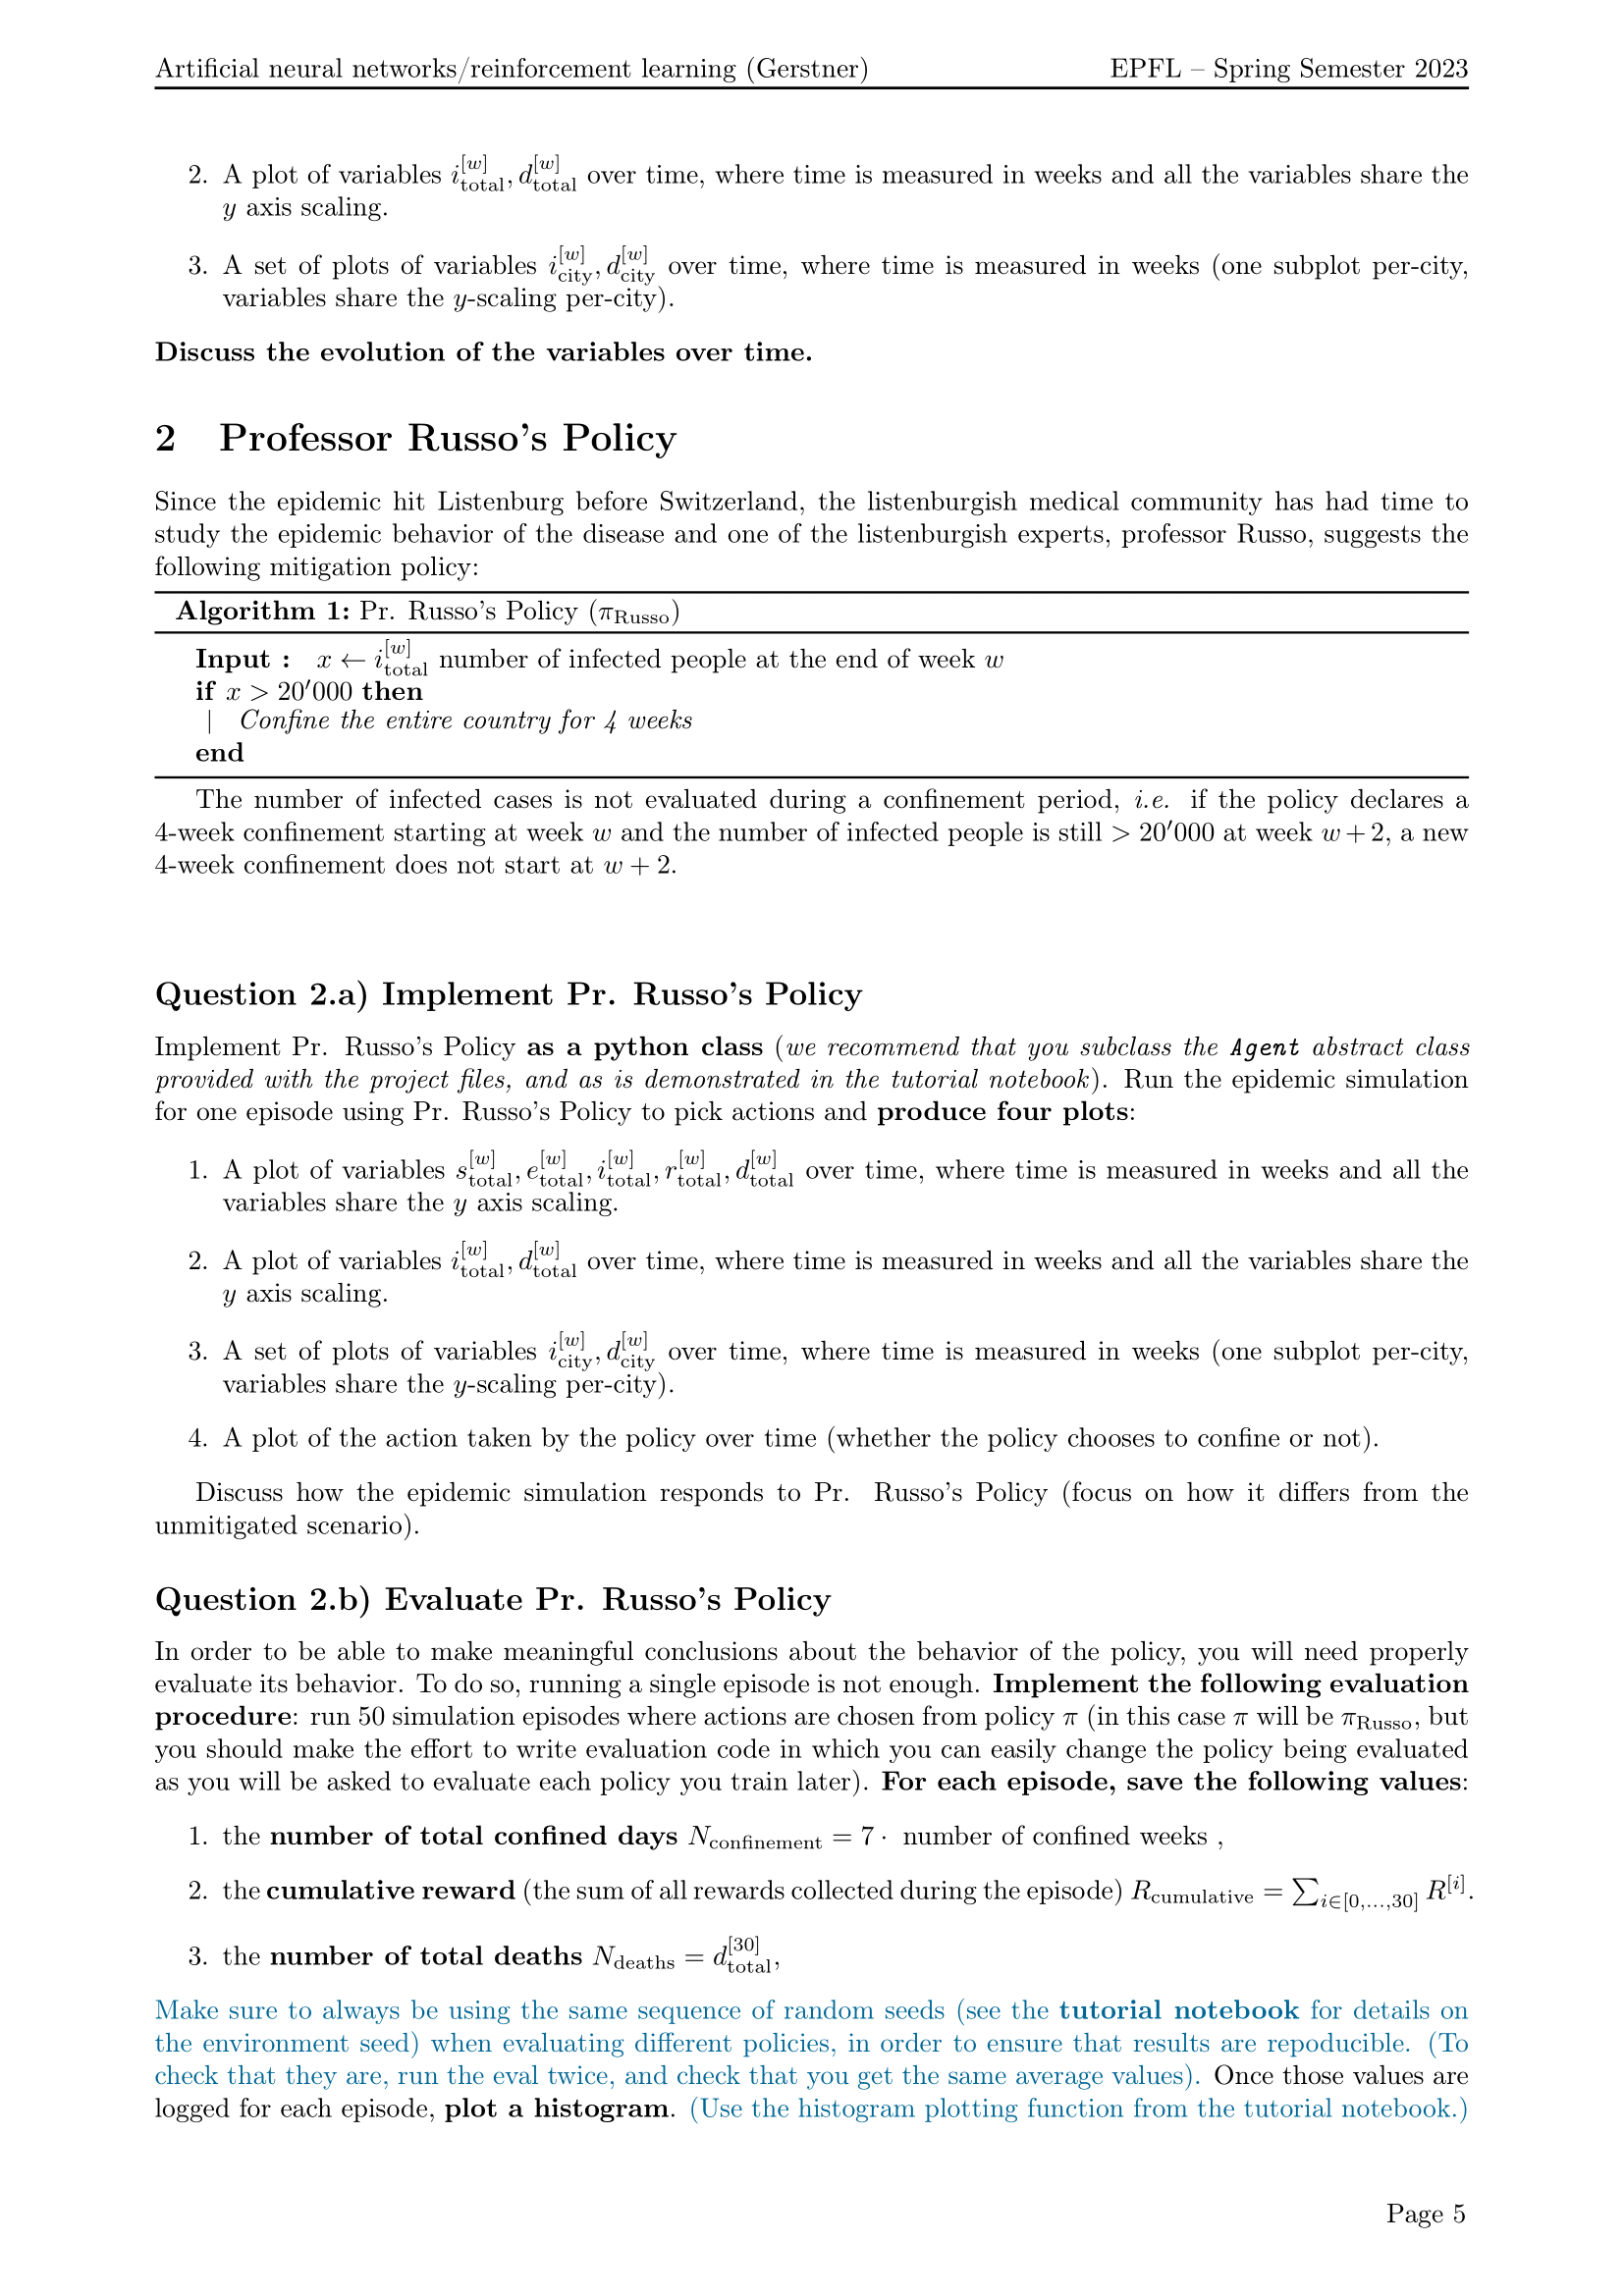 Artificial neural networks/reinforcement learning (Gerstner) EPFL – Spring Semester 2023
2. A plot of variables $i_{\text{total}}^{[w]}, d_{\text{total}}^{[w]}$ over time, where time is measured in weeks and all the variables share the
$y$ axis scaling.
3. A set of plots of variables $i_{\text{city}}^{[w]}, d_{\text{city}}^{[w]}$ over time, where time is measured in weeks (one subplot per-city,
variables share the $y$-scaling per-city).
Discuss the evolution of the variables over time.
2 Professor Russo's Policy
Since the epidemic hit Listenburg before Switzerland, the listenburgish medical community has had time to
study the epidemic behavior of the disease and one of the listenburgish experts, professor Russo, suggests the
following mitigation policy:
Algorithm 1: Pr. Russo's Policy ($\pi_{\text{Russo}}$)
Input : $x \leftarrow i_{\text{total}}^{[w]}$ number of infected people at the end of week $w$
if $x > 20'000$ then
| Confine the entire country for 4 weeks
end
The number of infected cases is not evaluated during a confinement period, i.e. if the policy declares a
4-week confinement starting at week $w$ and the number of infected people is still $> 20'000$ at week $w + 2$, a new
4-week confinement does not start at $w + 2$.
Question 2.a) Implement Pr. Russo's Policy
Implement Pr. Russo's Policy as a python class (we recommend that you subclass the Agent abstract class
provided with the project files, and as is demonstrated in the tutorial notebook). Run the epidemic simulation
for one episode using Pr. Russo's Policy to pick actions and produce four plots:
1. A plot of variables $s_{\text{total}}^{[w]}, e_{\text{total}}^{[w]}, i_{\text{total}}^{[w]}, r_{\text{total}}^{[w]}, d_{\text{total}}^{[w]}$ over time, where time is measured in weeks and all the
variables share the $y$ axis scaling.
2. A plot of variables $i_{\text{total}}^{[w]}, d_{\text{total}}^{[w]}$ over time, where time is measured in weeks and all the variables share the
$y$ axis scaling.
3. A set of plots of variables $i_{\text{city}}^{[w]}, d_{\text{city}}^{[w]}$ over time, where time is measured in weeks (one subplot per-city,
variables share the $y$-scaling per-city).
4. A plot of the action taken by the policy over time (whether the policy chooses to confine or not).
Discuss how the epidemic simulation responds to Pr. Russo's Policy (focus on how it differs from the
unmitigated scenario).
Question 2.b) Evaluate Pr. Russo's Policy
In order to be able to make meaningful conclusions about the behavior of the policy, you will need properly
evaluate its behavior. To do so, running a single episode is not enough. Implement the following evaluation
procedure: run 50 simulation episodes where actions are chosen from policy $\pi$ (in this case $\pi$ will be $\pi_{\text{Russo}}$, but
you should make the effort to write evaluation code in which you can easily change the policy being evaluated
as you will be asked to evaluate each policy you train later). For each episode, save the following values:
1. the number of total confined days $N_{\text{confinement}} = 7 \cdot$ number of confined weeks ,
2. the cumulative reward (the sum of all rewards collected during the episode) $R_{\text{cumulative}} = \sum_{i \in [0,\ldots,30]} R^{[i]}$.
3. the number of total deaths $N_{\text{deaths}} = d_{\text{total}}^{[30]}$,
Make sure to always be using the same sequence of random seeds (see the tutorial notebook for details on
the environment seed) when evaluating different policies, in order to ensure that results are repoducible. (To
check that they are, run the eval twice, and check that you get the same average values). Once those values are
logged for each episode, plot a histogram. (Use the histogram plotting function from the tutorial notebook.)
Page 5